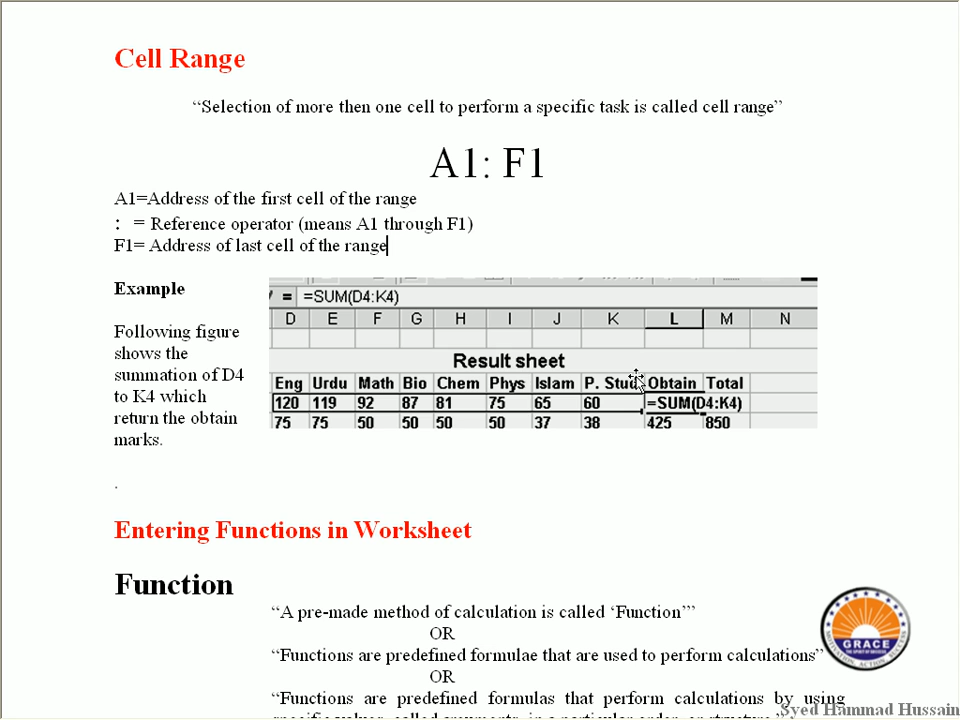 Cell Range
“Selection of more then one cell to perform a specific task is called cell range”
A1: F1
A1=Address of the first cell of the range
: = Reference operator (means A1 through F1)
F1= Address of last cell of the range
Example
Following figure
shows the
summation of D4
to K4 which
return the obtain
marks.
= =SUM(D4:K4)
D E F G H I J K L M N
Result sheet
Eng Urdu Math Bio Chem Phys Islam P. Stud Obtain Total
120 119 92 87 81 75 65 60 =SUM(D4:K4)
75 75 50 50 50 50 37 38 425 850
.
Entering Functions in Worksheet
Function
“A pre-made method of calculation is called ‘Function’”
OR
“Functions are predefined formulae that are used to perform calculations”
OR
“Functions are predefined formulas that perform calculations by using
GRACE
Syed Hammad Hussain